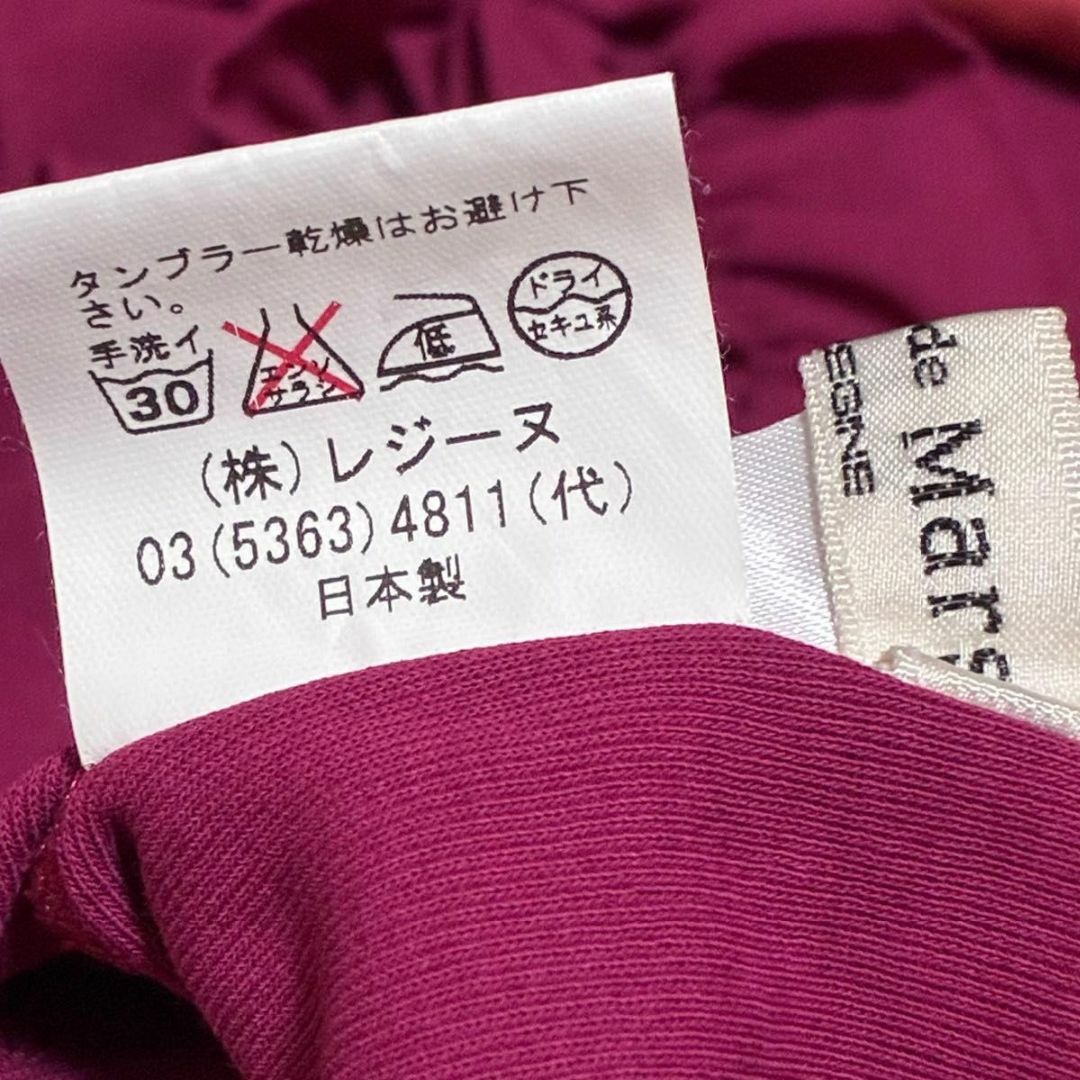 タンブラー乾燥はお避け下
さい。
手洗イ
30
エンソ
サラシ
低
ドライ
セキユ系
(株)レジーヌ
03(5363)4811(代)
日本製
de
Mars
EGINE